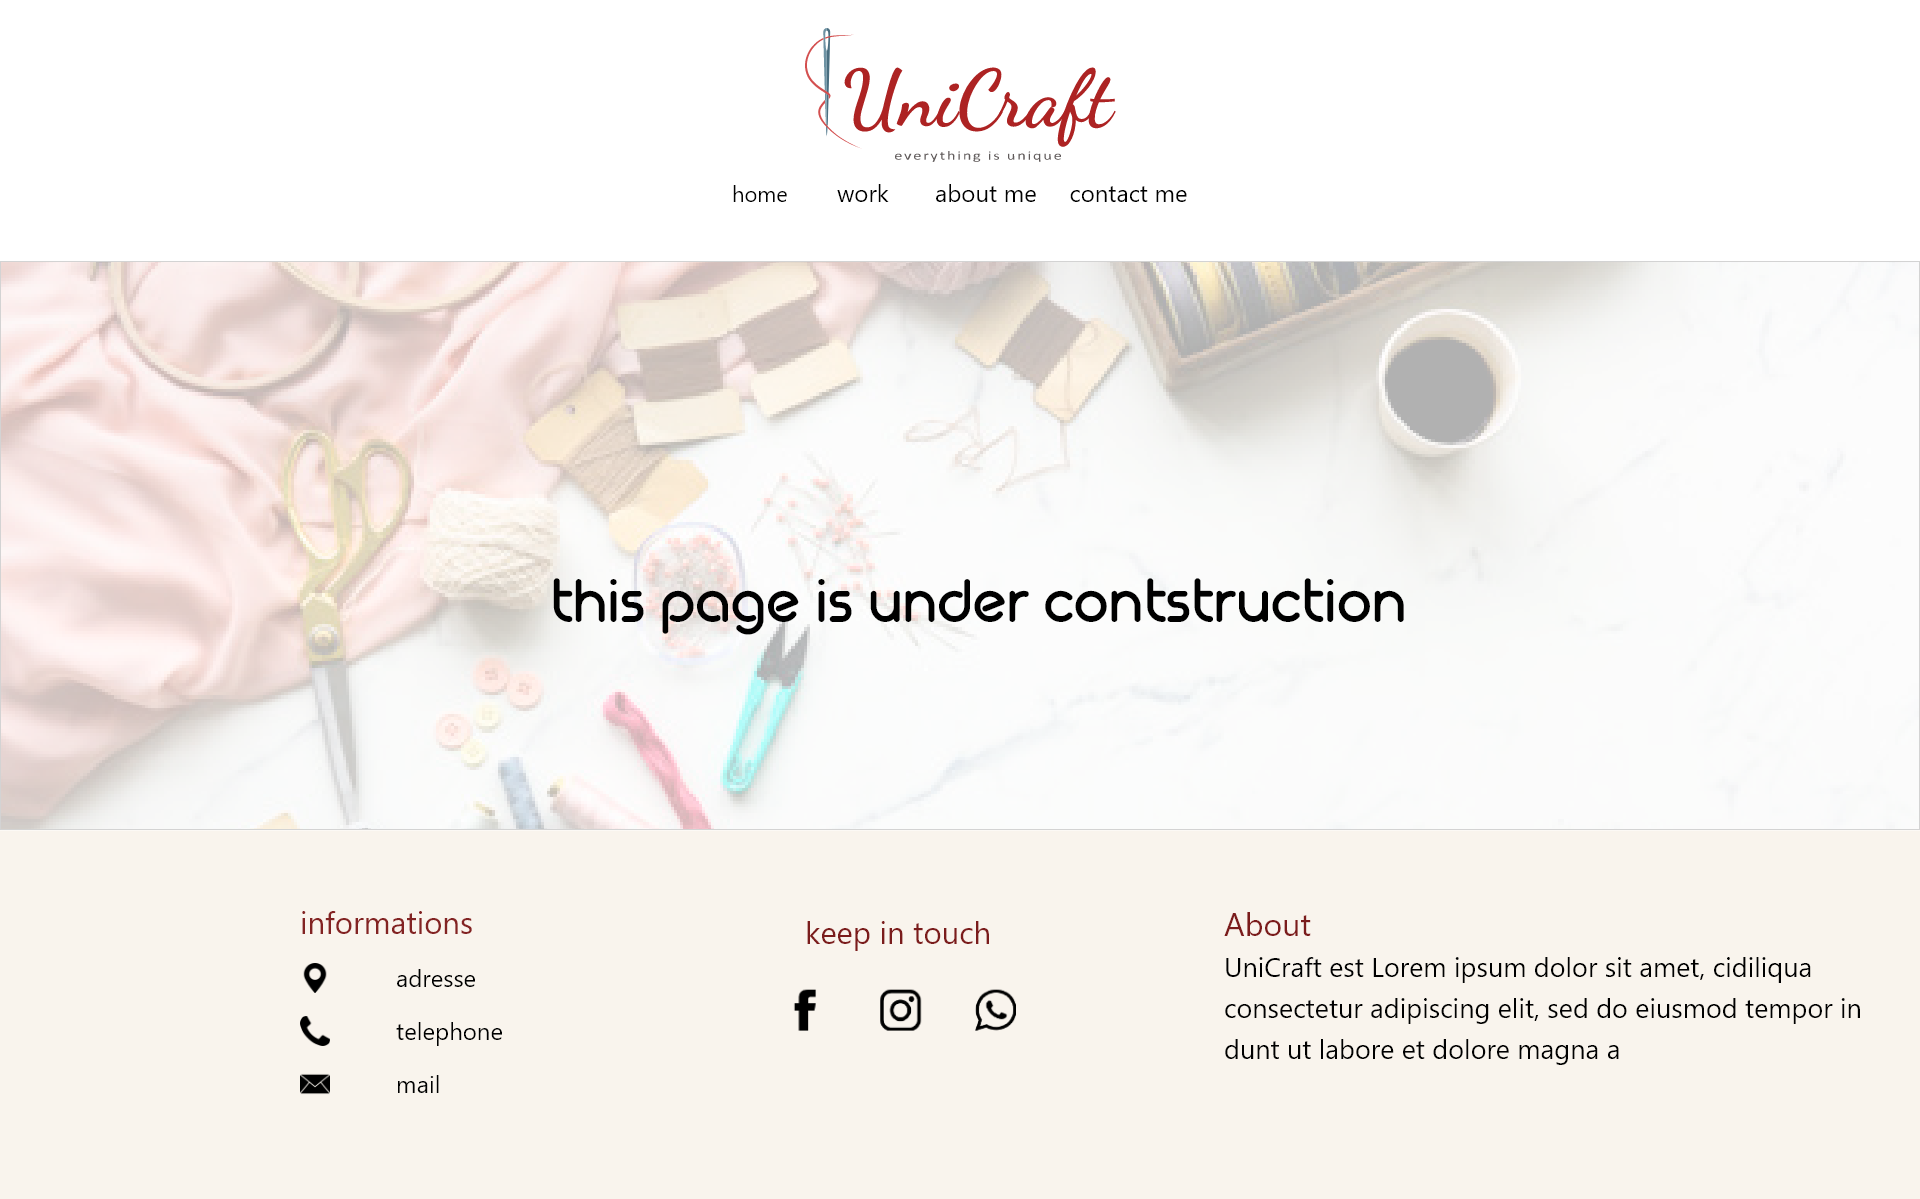 UniCraft
everything is unique
home work about me contact me
this page is under contstruction
informations
adresse
telephone
mail
keep in touch
About
UniCraft est Lorem ipsum dolor sit amet, cidiliqua
consectetur adipiscing elit, sed do eiusmod tempor in
dunt ut labore et dolore magna a